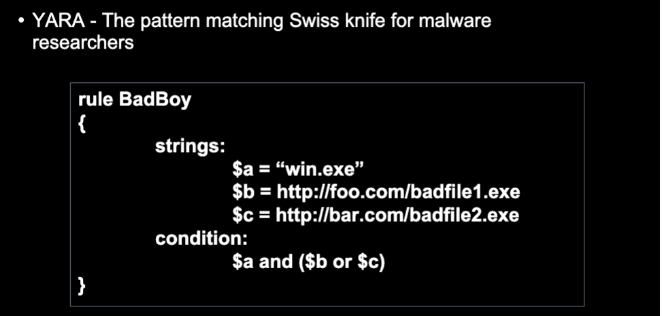 • YARA - The pattern matching Swiss knife for malware
researchers
rule BadBoy
{
strings:
$a = “win.exe”
$b = http://foo.com/badfile1.exe
$c = http://bar.com/badfile2.exe
condition:
$a and ($b or $c)
}